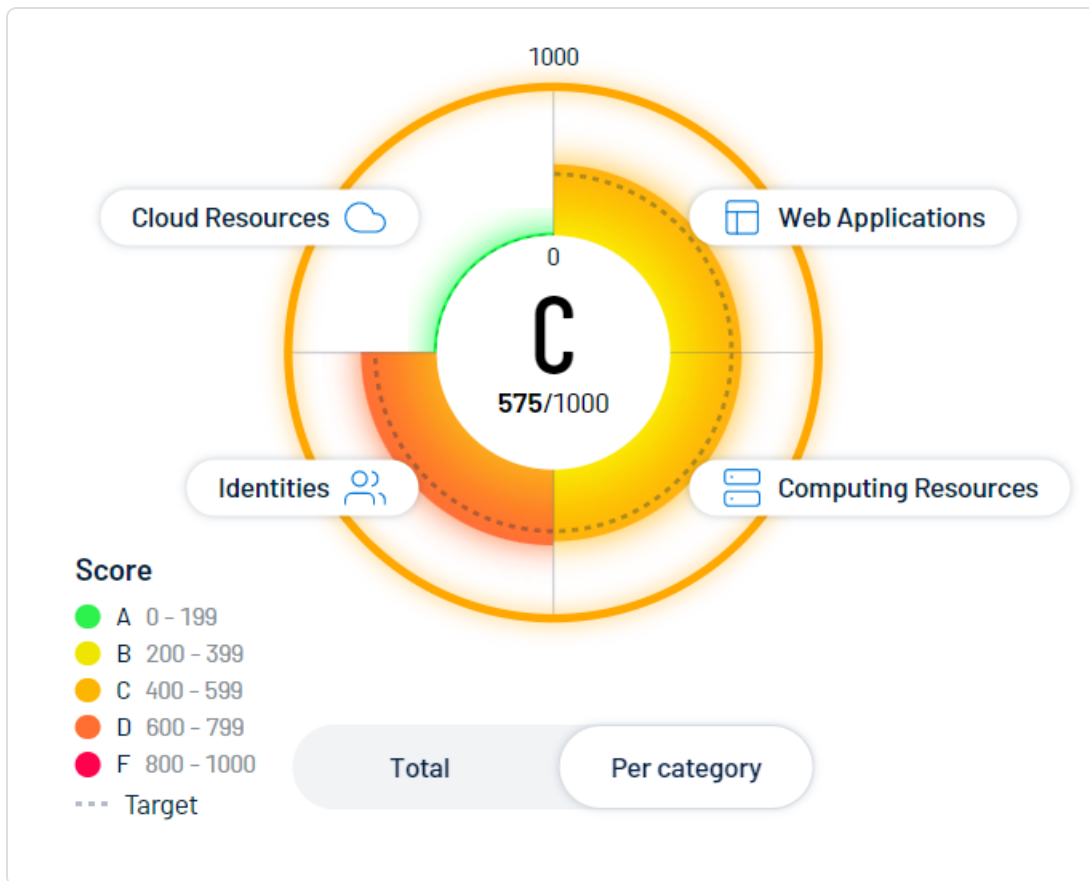 1000
Cloud Resources
Web Applications
0
C
575/1000
Identities
Computing Resources
Score
A 0 - 199
B 200 - 399
C 400 - 599
D 600 - 799
F 800 - 1000
Target
Total
Per category